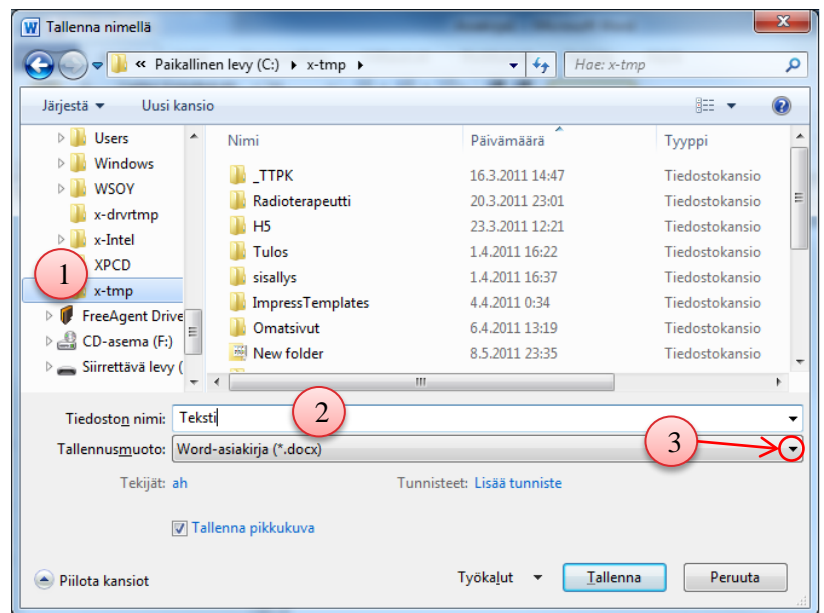 Tallenna nimellä
« Paikallinen levy (C:) x-tmp
Hae: x-tmp
Järjestä Uusi kansio
Users
Windows
WSOY
x-drvrtmp
x-Intel
XPCD
x-tmp
FreeAgent Drive
CD-asema (F:)
Siirrettävä levy (
Nimi Päivämäärä Tyyppi
_TTPK 16.3.2011 14:47 Tiedostokansio
Radioterapeutti 20.3.2011 23:01 Tiedostokansio
H5 23.3.2011 12:21 Tiedostokansio
Tulos 1.4.2011 16:22 Tiedostokansio
sisallys 1.4.2011 16:37 Tiedostokansio
ImpressTemplates 4.4.2011 0:34 Tiedostokansio
Omatsivut 6.4.2011 13:19 Tiedostokansio
New folder 8.5.2011 23:35 Tiedostokansio
1
2
3
Tiedoston nimi: Teksti
Tallennusmuoto: Word-asiakirja (*.docx)
Tekijät: ah Tunnisteet: Lisää tunniste
Tallenna pikkukuva
Piilota kansiot Työkalut Tallenna Peruuta